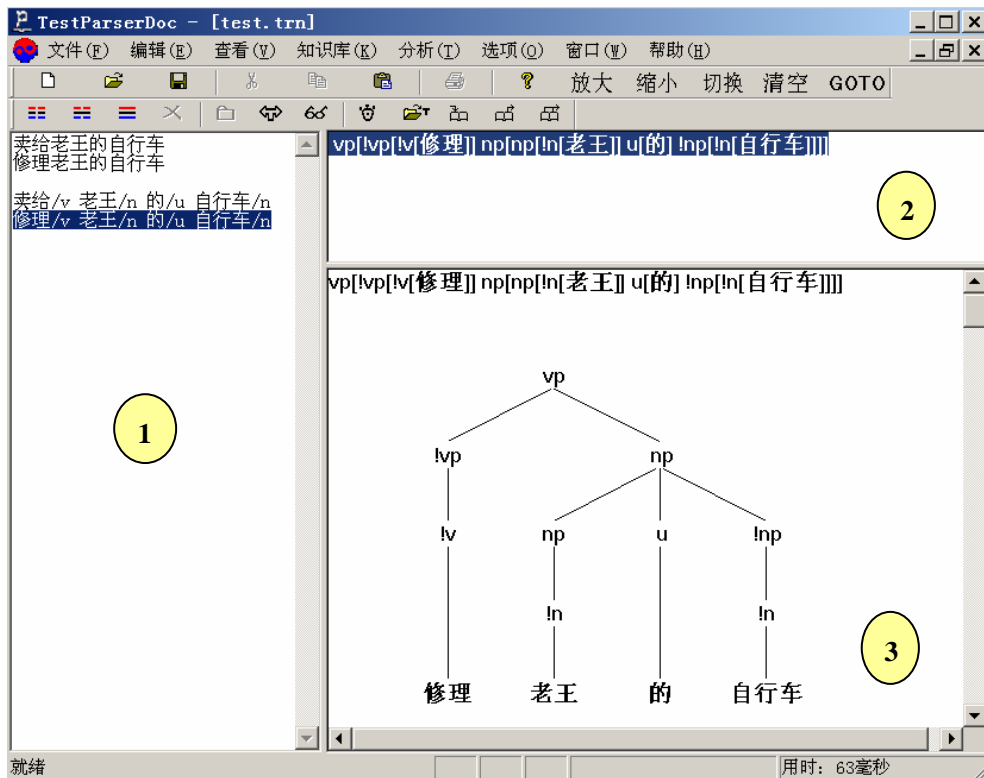 TestParserDoc - [test.trn]
文件(F) 编辑(E) 查看(V) 知识库(K) 分析(T) 选项(O) 窗口(W) 帮助(H)
放大 缩小 切换 清空 GOTO
卖给老王的自行车
修理老王的自行车
卖给/v 老王/n 的/u 自行车/n
修理/v 老王/n 的/u 自行车/n
1
vp[!vp[!v[修理]] np[np[!n[老王]] u[的] !np[!n[自行车]]]]
2
vp[!vp[!v[修理]] np[np[!n[老王]] u[的] !np[!n[自行车]]]]
vp
!vp np
!v np u !np
!n !n
修理 老王 的 自行车
3
就绪 用时: 63毫秒